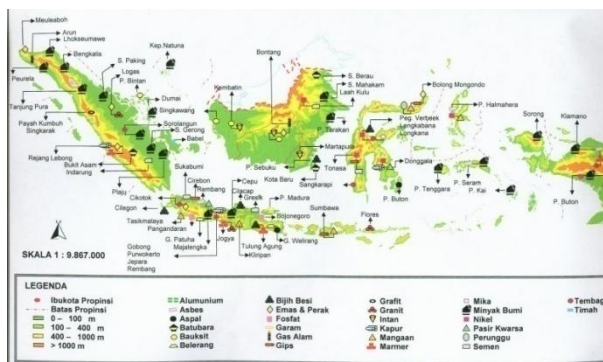 Meuleaboh
Arun
Lhokseumawe
Bengkalis
S. Paking
Logas
P. Bintan
Kep.Natuna
Dumai
Singkawang
Kembatin
Bontang
S. Berau
S. Mahakam
Laah Kulu
P. Tarakan
Peg. Verbeek
Langkabana
Longkana
Bolong Mongondo
P. Halmahera
Sorong
Klamano
Peurela
Tanjung Pura
Payah Kumbuh
Singkarak
Sorolangun
S. Gerong
Babel
Martapura
Rejang Lebong
Bukit Asam
Indarung
Plaju
Sukabumi
Cirebon
Rembang
Cikotok
Cilegon
Tasikmalaya
Pangandaran
Cepu
Cilacap
Gresik
P. Madura
P. Sebuku
Kota Beru
Sangkarapi
Tonasa
Donggala
P. Buton
P. Tenggara
P. Seram
P. Kai
P. Buton
Bojonegoro
Sumbawa
Flores
G. Patuha
Majalengka
Jogya
Tulung Agung
Kliripan
G. Welirang
Gobong
Purwokerto
Jepara
Rembang
SKALA 1 : 9.867.000
LEGENDA
Ibukota Propinsi
Batas Propinsi
0 – 100 m
100 – 400 m
400 – 1000 m
> 1000 m
Alumunium
Asbes
Aspal
Batubara
Bauksit
Belerang
Bijih Besi
Emas & Perak
Fosfat
Garam
Gas Alam
Gips
Grafit
Granit
Intan
Kapur
Mangaan
Marmer
Mika
Minyak Bumi
Nikel
Pasir Kwarsa
Perunggu
Semen
Tembag
Timah